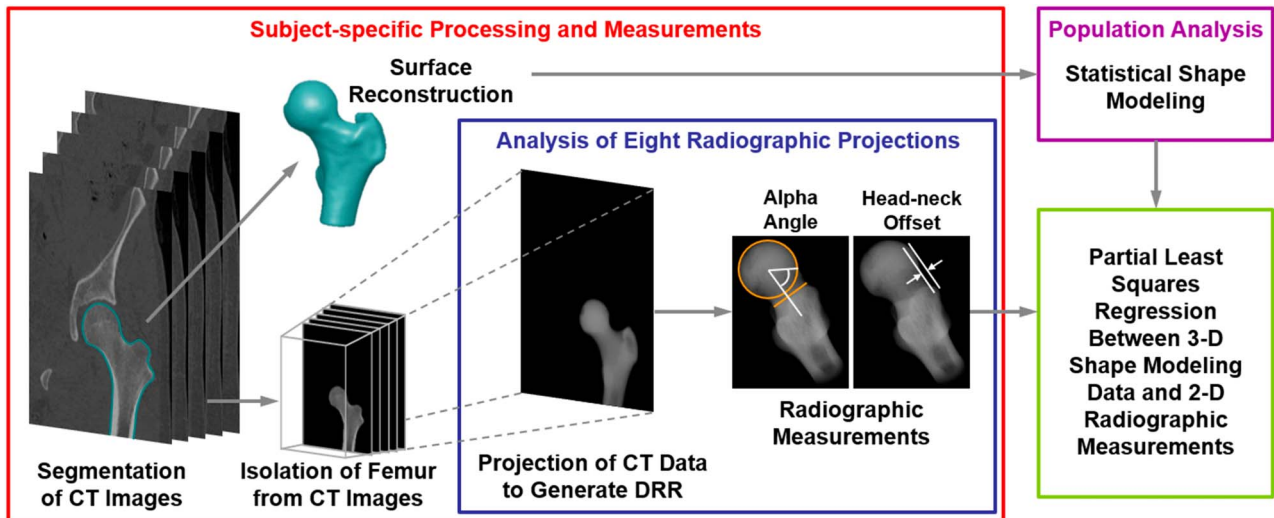 Subject-specific Processing and Measurements
Surface
Reconstruction
Segmentation
of CT Images
Isolation of Femur
from CT Images
Analysis of Eight Radiographic Projections
Projection of CT Data
to Generate DRR
Alpha
Angle
Head-neck
Offset
Radiographic
Measurements
Population Analysis
Statistical Shape
Modeling
Partial Least
Squares
Regression
Between 3-D
Shape Modeling
Data and 2-D
Radiographic
Measurements